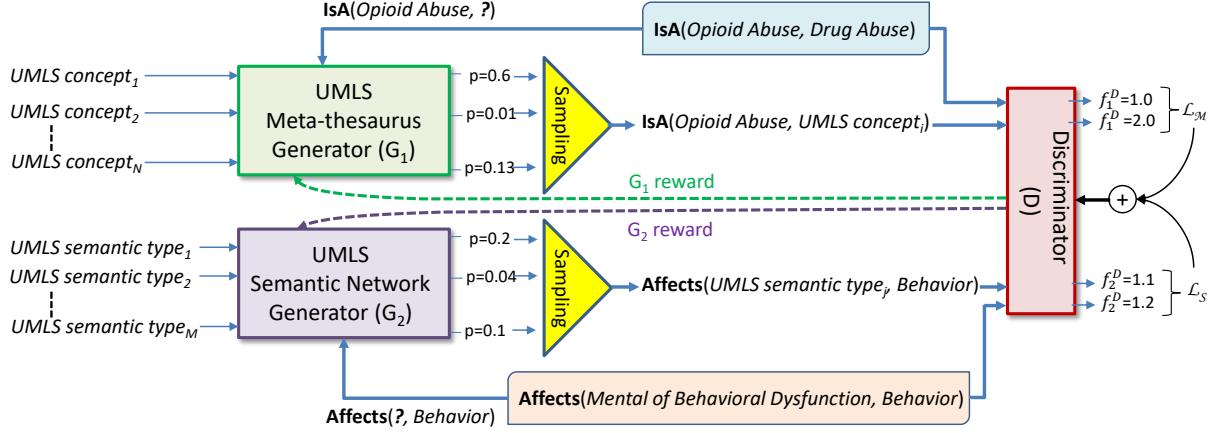 IsA(Opioid Abuse, ?)
IsA(Opioid Abuse, Drug Abuse)
UMLS concept1
UMLS concept2
UMLS conceptN
UMLS
Meta-thesaurus
Generator (G1)
p=0.6
p=0.01
p=0.13
Sampling
IsA(Opioid Abuse, UMLS concepti)
Discriminator
(D)
f1D=1.0
f1D=2.0
ℒM
G1 reward
+
G2 reward
UMLS semantic type1
UMLS semantic type2
UMLS semantic typeM
UMLS
Semantic Network
Generator (G2)
p=0.2
p=0.04
p=0.1
Sampling
Affects(UMLS semantic typej, Behavior)
f2D=1.1
f2D=1.2
ℒS
Affects(Mental of Behavioral Dysfunction, Behavior)
Affects(?, Behavior)